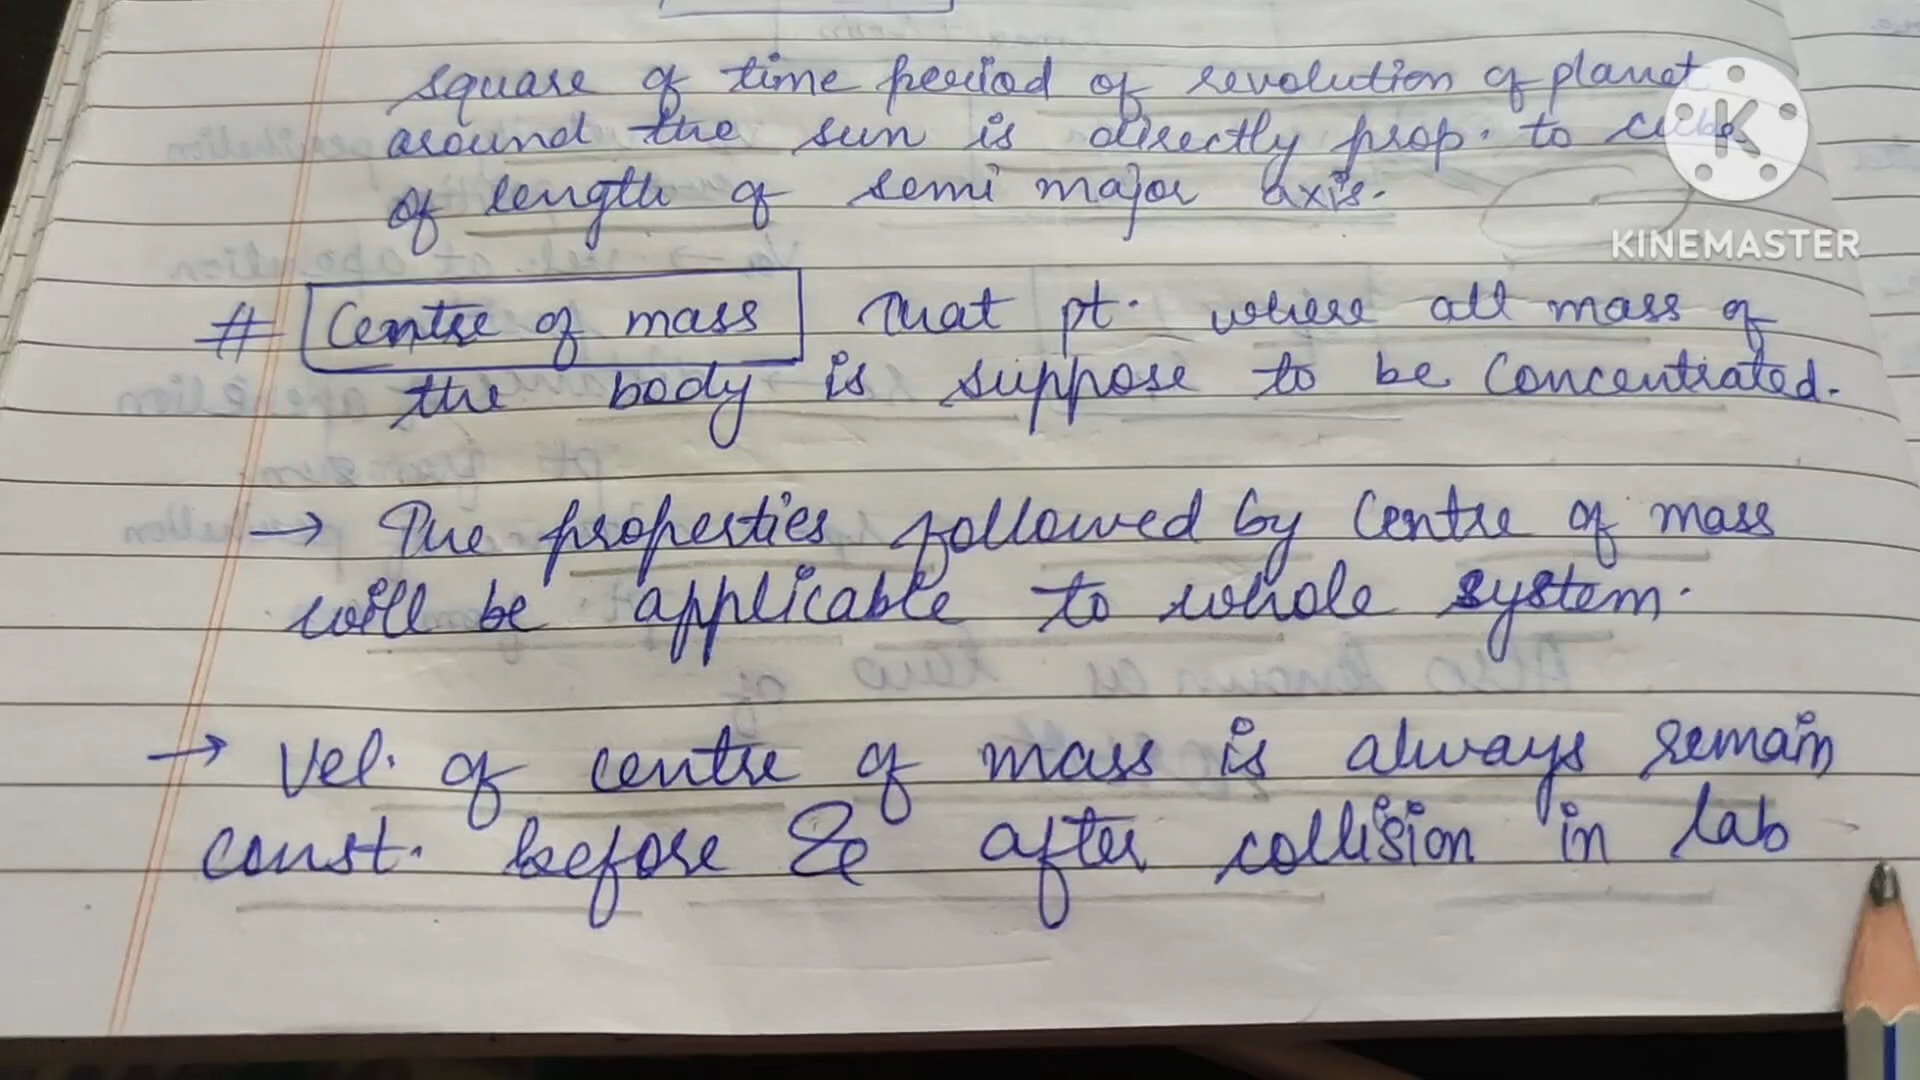 square of time period of revolution of planet
around the sun is directly prop. to cube
of length of semi major axis.
K
KINEMASTER
# Centre of mass That pt. where all mass of
the body is suppose to be concentrated.
→ The properties followed by Centre of mass
will be applicable to whole system.
→ Vel. of centre of mass is always remain
const. before & after collision in lab